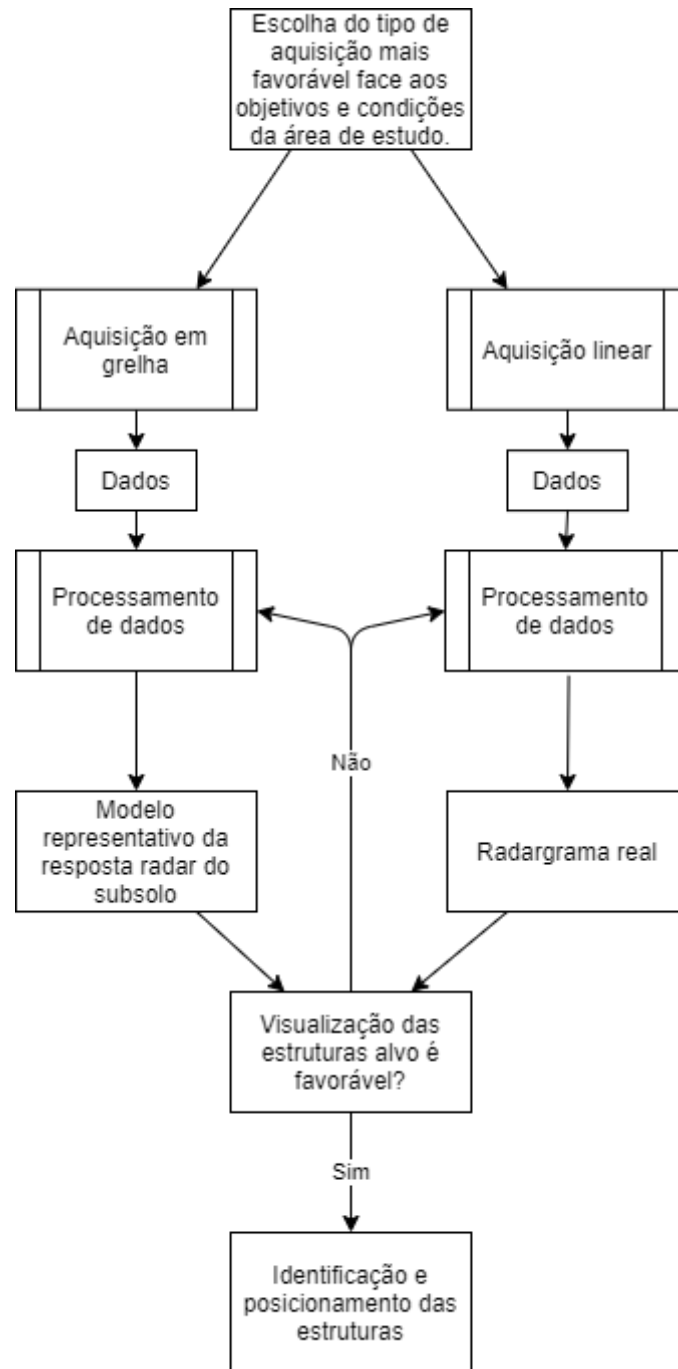 Escolha do tipo de
aquisição mais
favorável face aos
objetivos e condições
da área de estudo.
Aquisição em
grelha
Aquisição linear
Dados
Dados
Processamento
de dados
Processamento
de dados
Não
Modelo
representativo da
resposta radar do
subsolo
Radargrama real
Visualização das
estruturas alvo é
favorável?
Sim
Identificação e
posicionamento das
estruturas